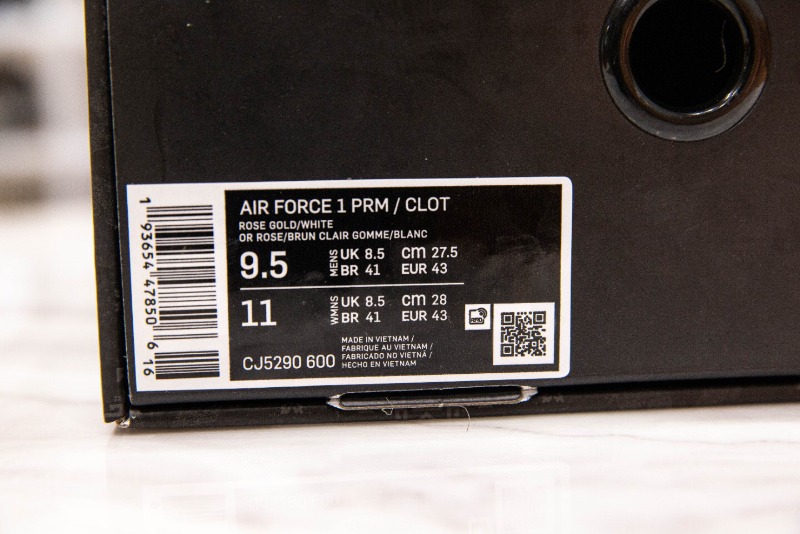 AIR FORCE 1 PRM / CLOT
ROSE GOLD/WHITE
OR ROSE/BRUN CLAIR GOMME/BLANC
9.5 MENS UK 8.5 cm 27.5
BR 41 EUR 43
11 WMNS UK 8.5 cm 28
BR 41 EUR 43
CJ5290 600
MADE IN VIETNAM /
FABRIQUE AU VIETNAM /
FABRICADO NO VIETNÃ /
HECHO EN VIETNAM
1 93654 47850 6 16